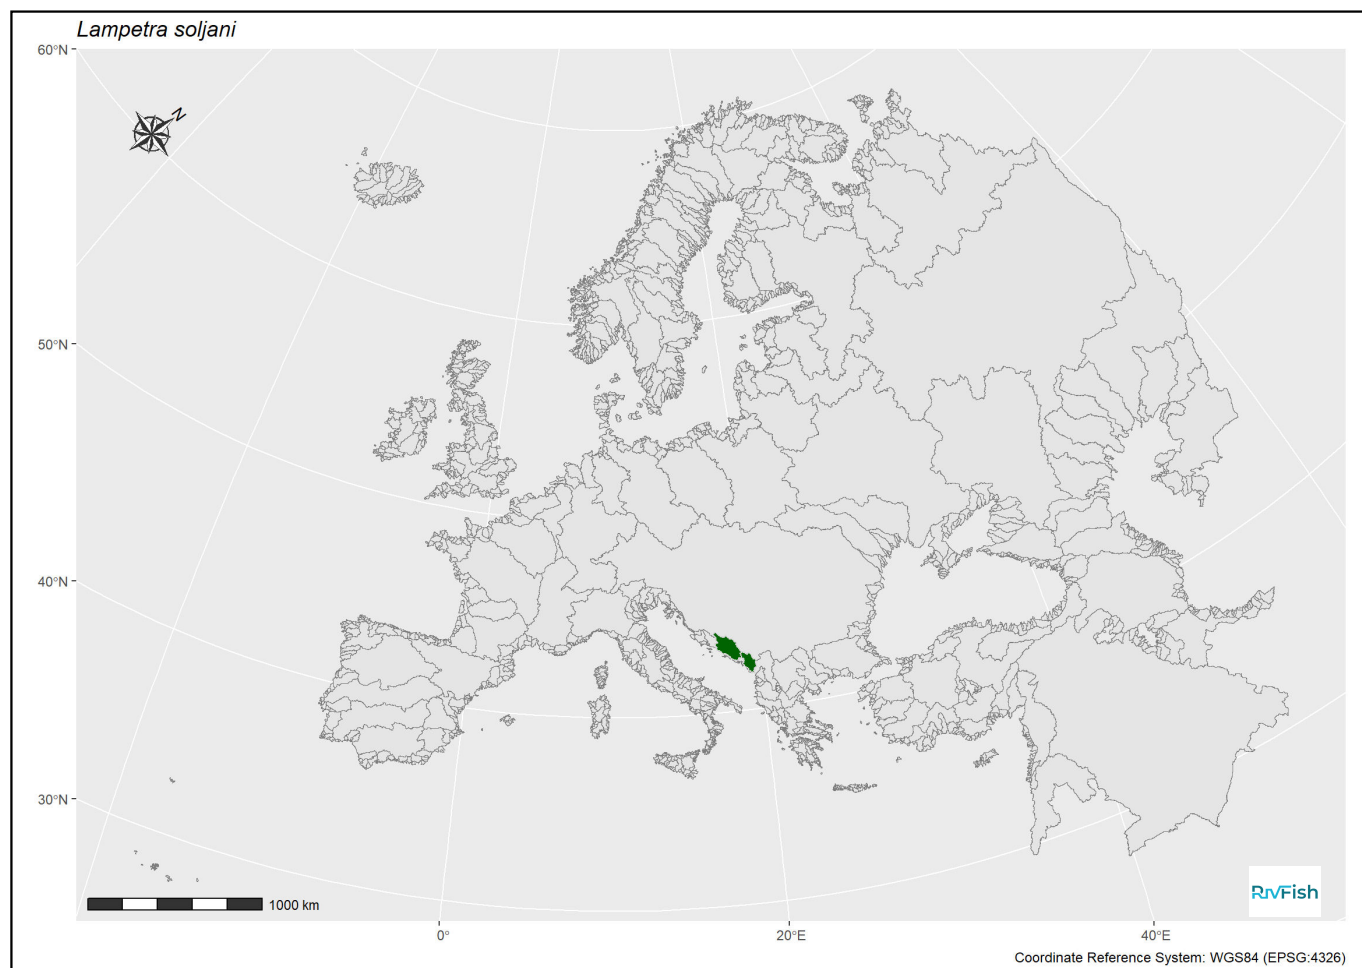 Lampetra soljani
60°N
N
50°N
40°N
30°N
1000 km
RivFish
0°
20°E
40°E
Coordinate Reference System: WGS84 (EPSG:4326)